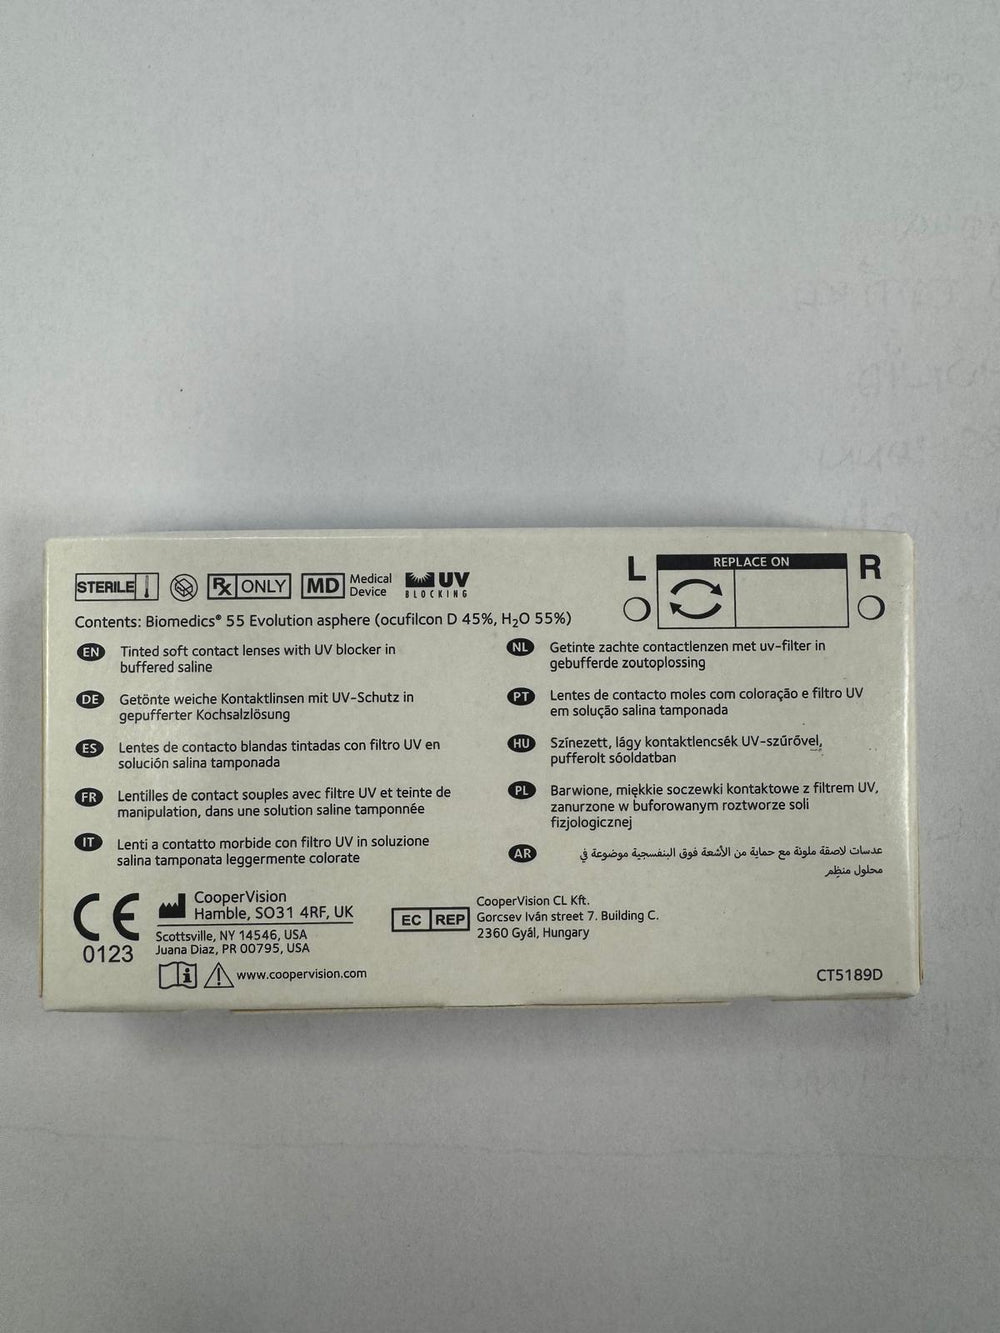 STERILE
Rx ONLY
MD Medical Device
UV BLOCKING
L
REPLACE ON
R
Contents: Biomedics® 55 Evolution asphere (ocufilcon D 45%, H₂O 55%)
EN Tinted soft contact lenses with UV blocker in
buffered saline
DE Getönte weiche Kontaktlinsen mit UV-Schutz in
gepufferter Kochsalzlösung
ES Lentes de contacto blandas tintadas con filtro UV en
solución salina tamponada
FR Lentilles de contact souples avec filtre UV et teinte de
manipulation, dans une solution saline tamponnée
IT Lenti a contatto morbide con filtro UV in soluzione
salina tamponata leggermente colorate
NL Getinte zachte contactlenzen met uv-filter in
gebufferde zoutoplossing
PT Lentes de contacto moles com coloração e filtro UV
em solução salina tamponada
HU Színezett, lágy kontaktlencsék UV-szűrővel,
pufferolt sóoldatban
PL Barwione, miękkie soczewki kontaktowe z filtrem UV,
zanurzone w buforowanym roztworze soli
fizjologicznej
AR عدسات لاصقة ملونة مع حماية من الأشعة فوق البنفسجية موضوعة في
محلول منظم
CE
0123
CooperVision
Hamble, SO31 4RF, UK
Scottsville, NY 14546, USA
Juana Diaz, PR 00795, USA
www.coopervision.com
EC REP
CooperVision CL Kft.
Gorcsev Iván street 7. Building C.
2360 Gyál, Hungary
CT5189D